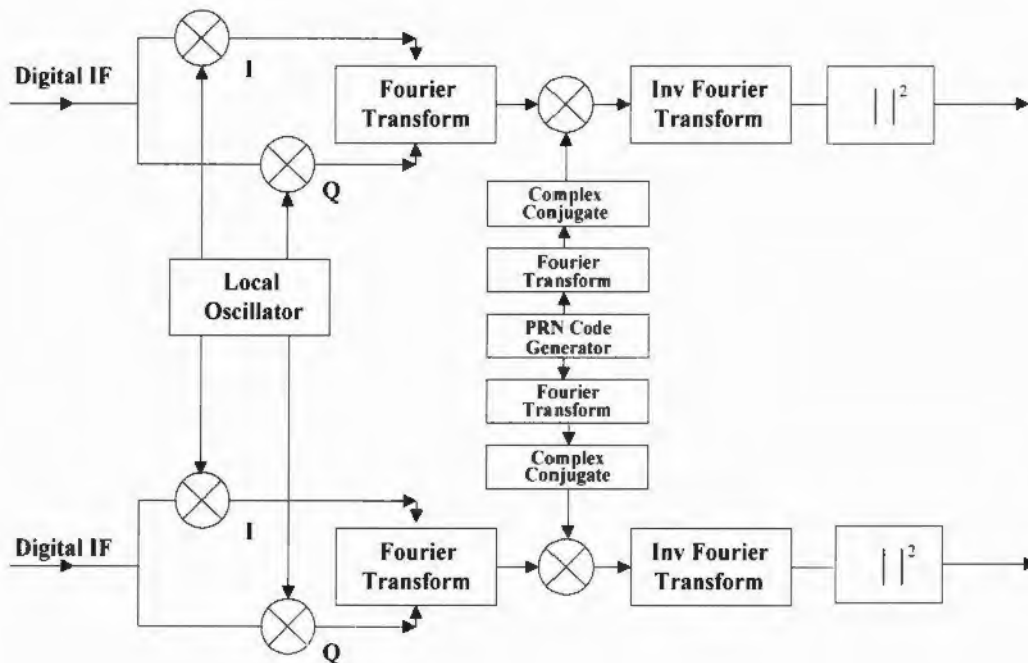 Digital IF
I
Q
Fourier
Transform
Inv Fourier
Transform
| |²
Complex
Conjugate
Fourier
Transform
PRN Code
Generator
Fourier
Transform
Complex
Conjugate
Local
Oscillator
Digital IF
I
Q
Fourier
Transform
Inv Fourier
Transform
| |²